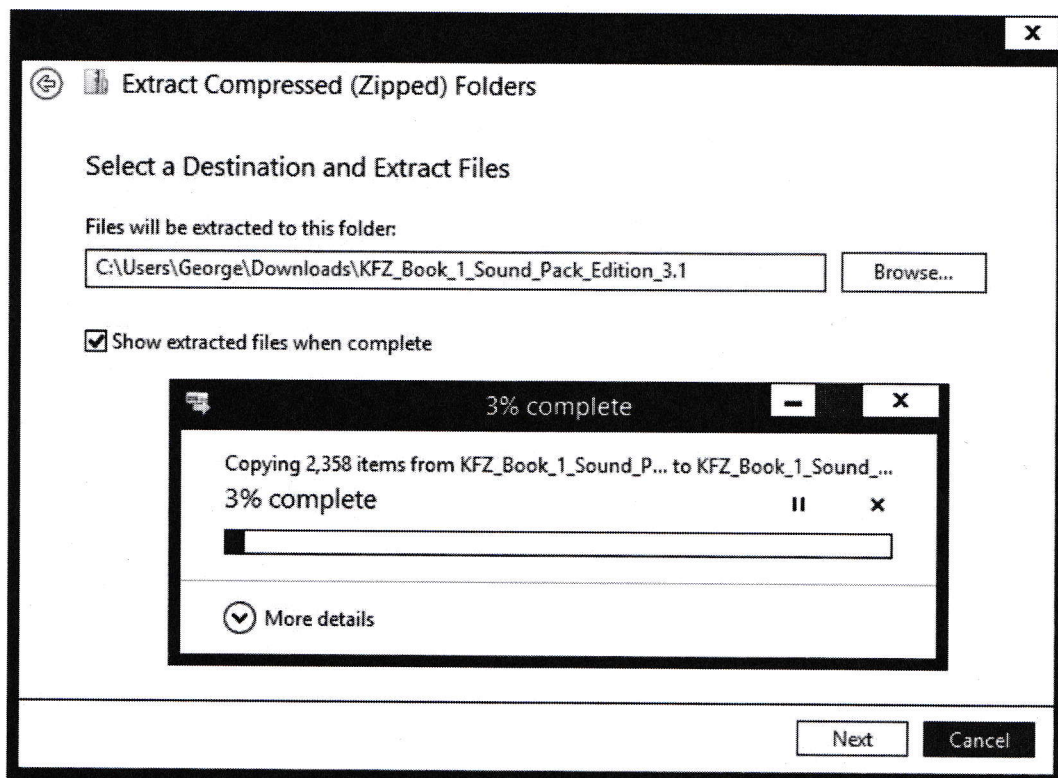 x
Extract Compressed (Zipped) Folders
Select a Destination and Extract Files
Files will be extracted to this folder:
C:\Users\George\Downloads\KFZ_Book_1_Sound_Pack_Edition_3.1
Browse...
Show extracted files when complete
3% complete
x
Copying 2,358 items from KFZ_Book_1_Sound_P... to KFZ_Book_1_Sound_...
3% complete
More details
Next
Cancel